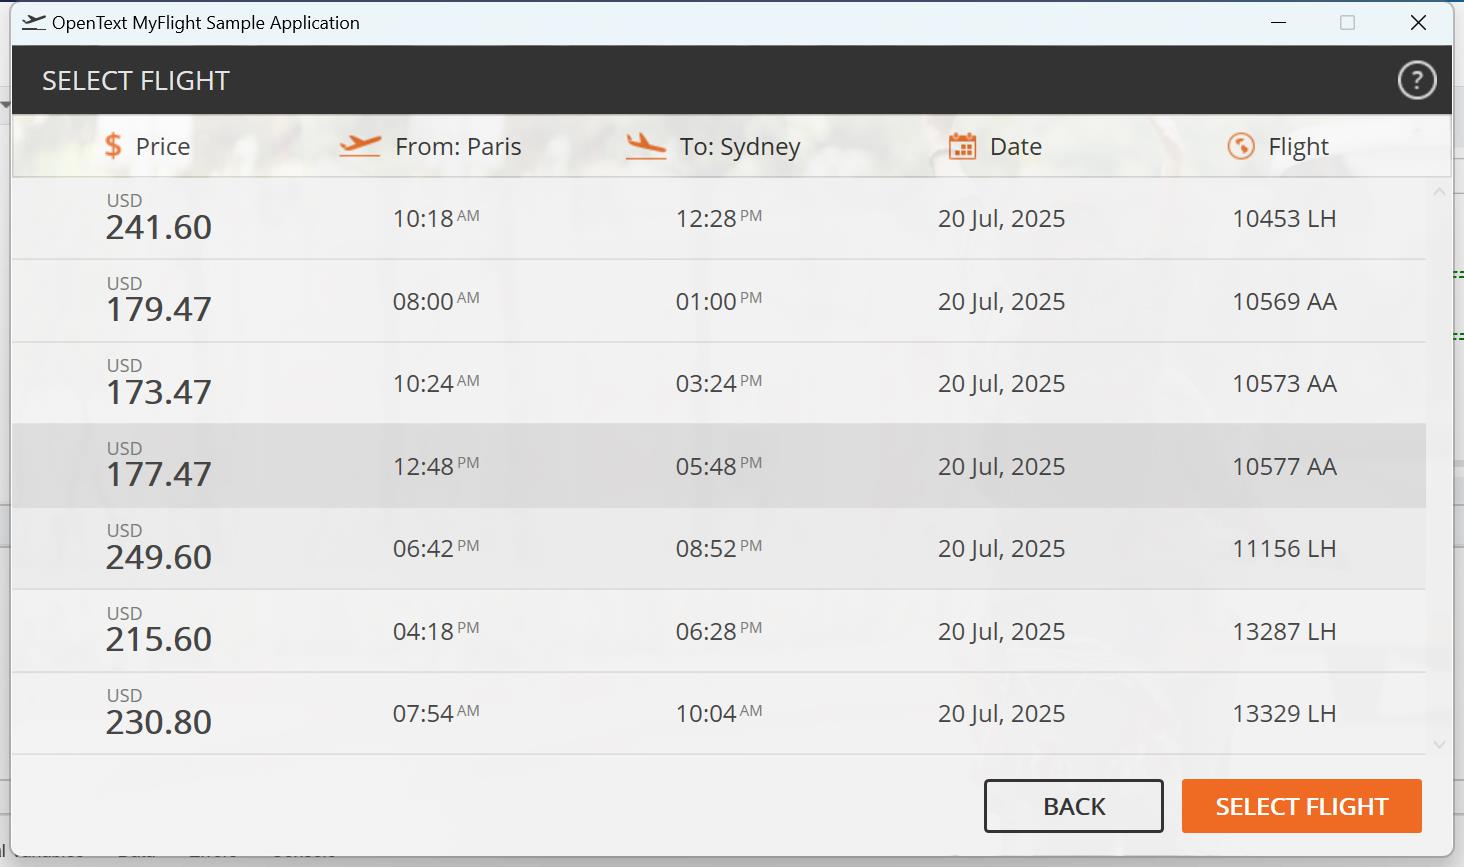 OpenText MyFlight Sample Application
SELECT FLIGHT
?
$ Price From: Paris To: Sydney Date Flight
USD
241.60 10:18 AM 12:28 PM 20 Jul, 2025 10453 LH
USD
179.47 08:00 AM 01:00 PM 20 Jul, 2025 10569 AA
USD
173.47 10:24 AM 03:24 PM 20 Jul, 2025 10573 AA
USD
177.47 12:48 PM 05:48 PM 20 Jul, 2025 10577 AA
USD
249.60 06:42 PM 08:52 PM 20 Jul, 2025 11156 LH
USD
215.60 04:18 PM 06:28 PM 20 Jul, 2025 13287 LH
USD
230.80 07:54 AM 10:04 AM 20 Jul, 2025 13329 LH
BACK SELECT FLIGHT